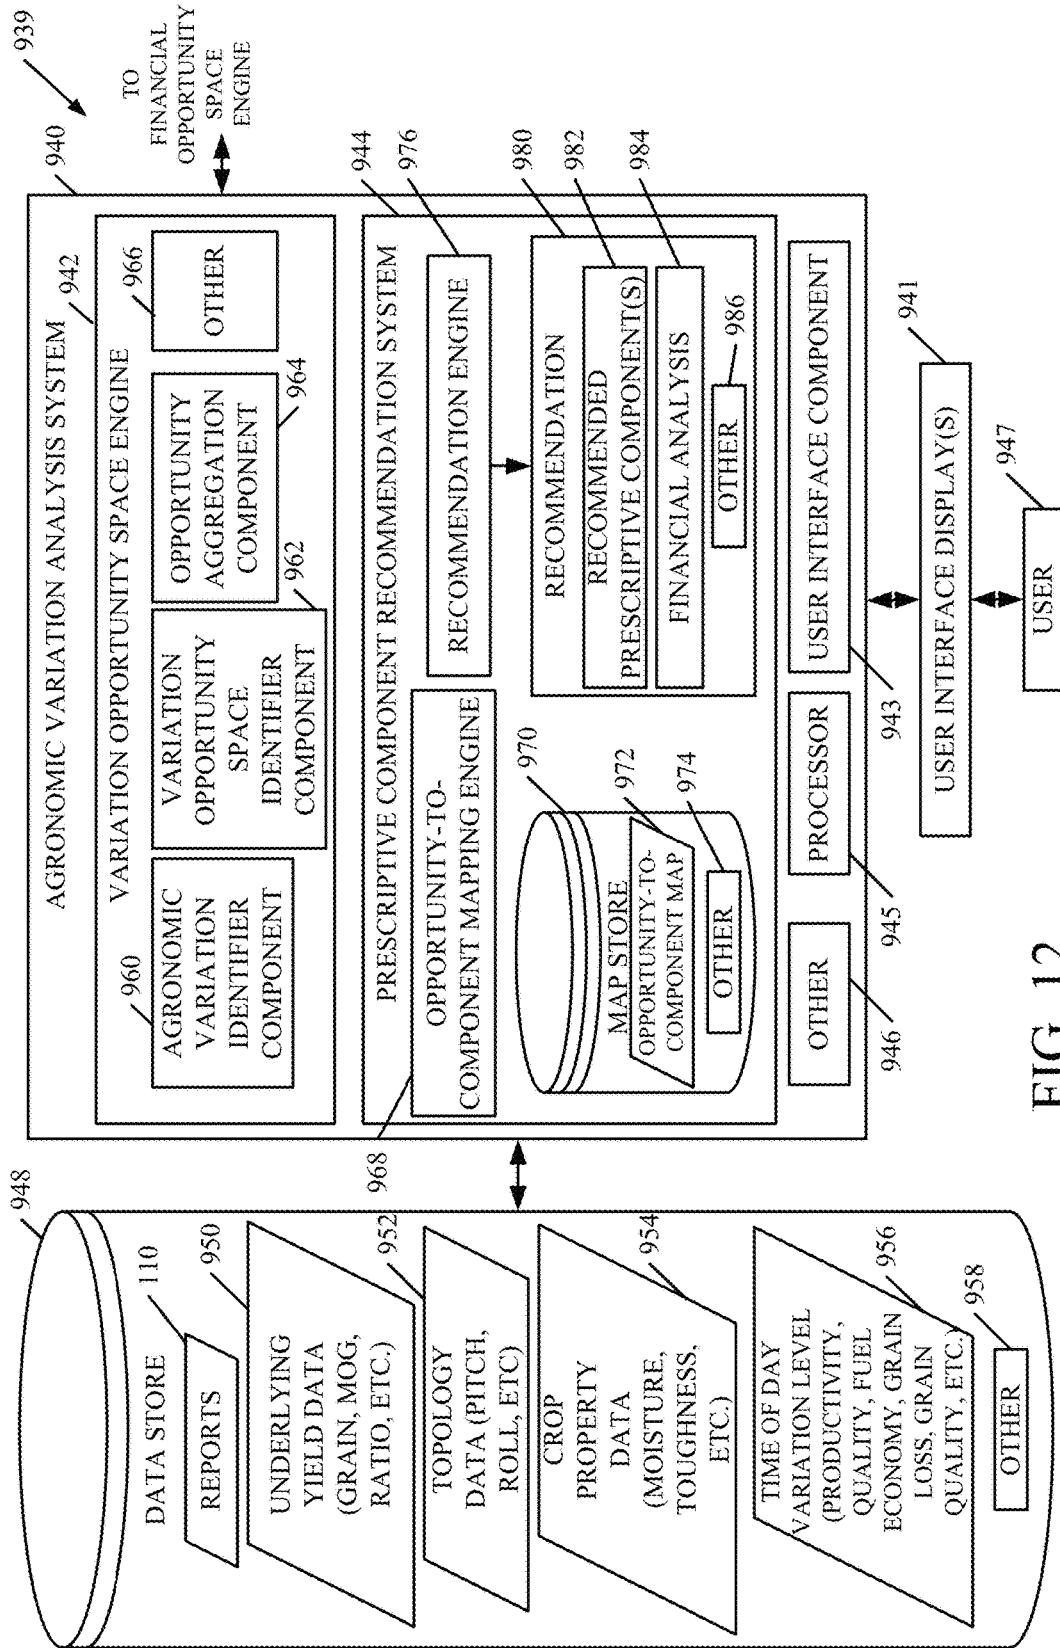 939
TO
FINANCIAL
OPPORTUNITY
SPACE
ENGINE
940
AGRONOMIC VARIATION ANALYSIS SYSTEM
942
VARIATION OPPORTUNITY SPACE ENGINE
960
AGRONOMIC
VARIATION
IDENTIFIER
COMPONENT
VARIATION
OPPORTUNITY
SPACE
IDENTIFIER
COMPONENT
962
OPPORTUNITY
AGGREGATION
COMPONENT
964
966
OTHER
944
PRESCRIPTIVE COMPONENT RECOMMENDATION SYSTEM
968
OPPORTUNITY-TO-
COMPONENT MAPPING ENGINE
976
RECOMMENDATION ENGINE
970
MAP STORE
972
OPPORTUNITY-TO-
COMPONENT MAP
974
OTHER
980
RECOMMENDATION
982
RECOMMENDED
PRESCRIPTIVE COMPONENT(S)
984
FINANCIAL ANALYSIS
986
OTHER
OTHER
946
PROCESSOR
945
USER INTERFACE COMPONENT
943
941
USER INTERFACE DISPLAY(S)
947
USER
948
DATA STORE
110
REPORTS
950
UNDERLYING
YIELD DATA
(GRAIN, MOG,
RATIO, ETC.)
952
TOPOLOGY
DATA (PITCH,
ROLL, ETC)
954
CROP
PROPERTY
DATA
(MOISTURE,
TOUGHNESS,
ETC.)
956
TIME OF DAY
VARIATION LEVEL
(PRODUCTIVITY,
QUALITY, FUEL
ECONOMY, GRAIN
LOSS, GRAIN
QUALITY, ETC.)
958
OTHER
FIG. 12